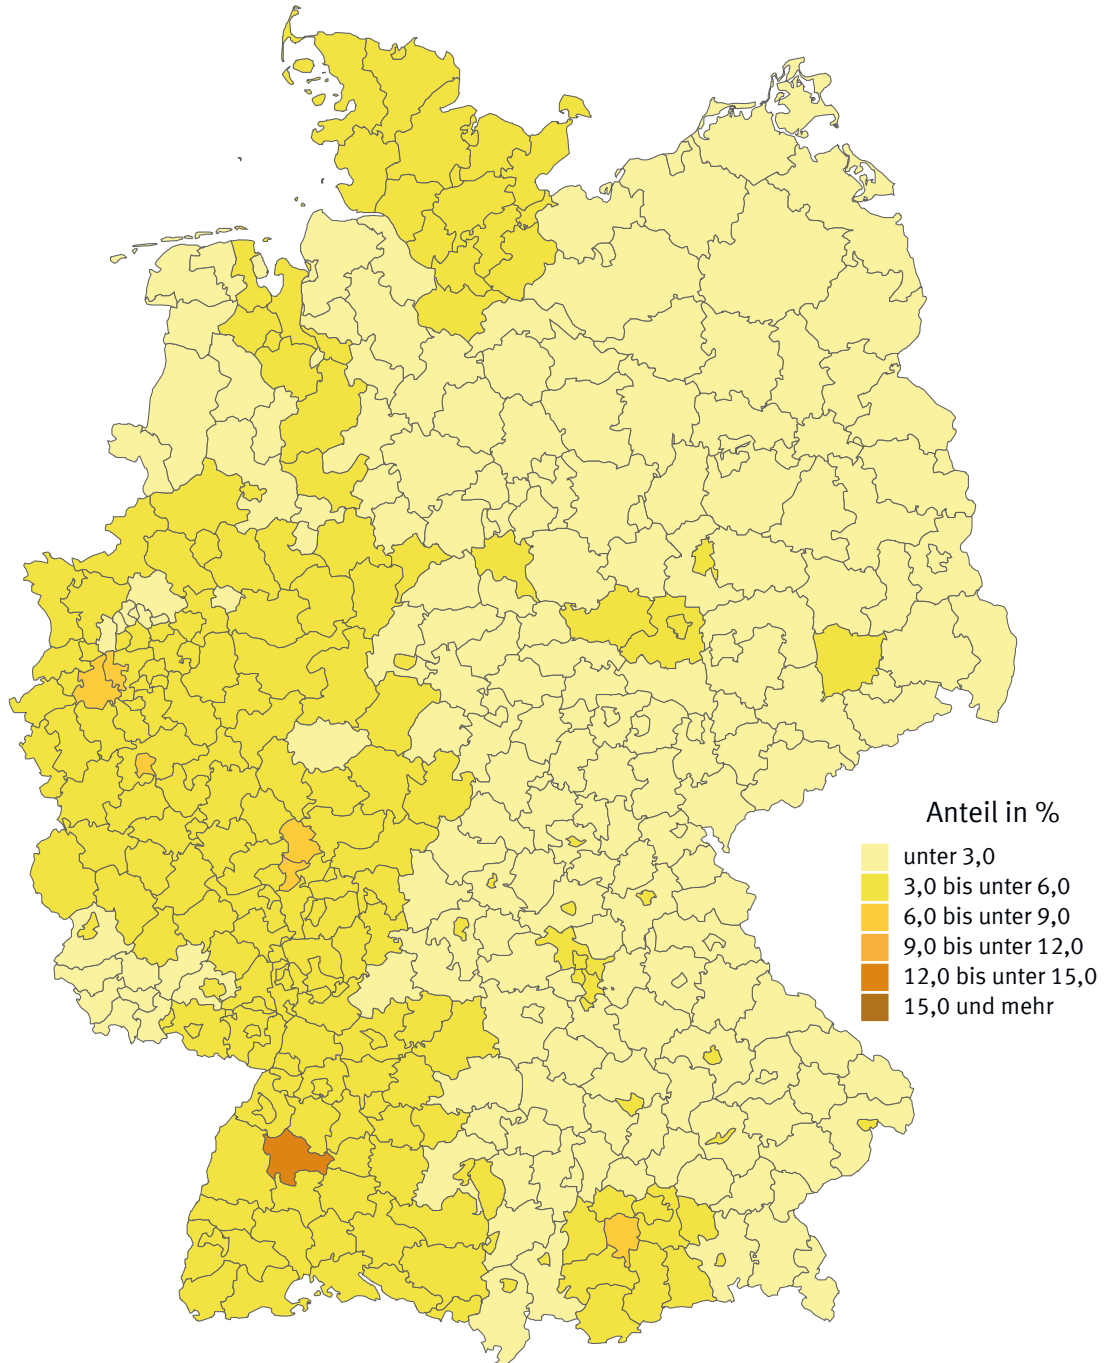 Anteil in %
unter 3,0
3,0 bis unter 6,0
6,0 bis unter 9,0
9,0 bis unter 12,0
12,0 bis unter 15,0
15,0 und mehr